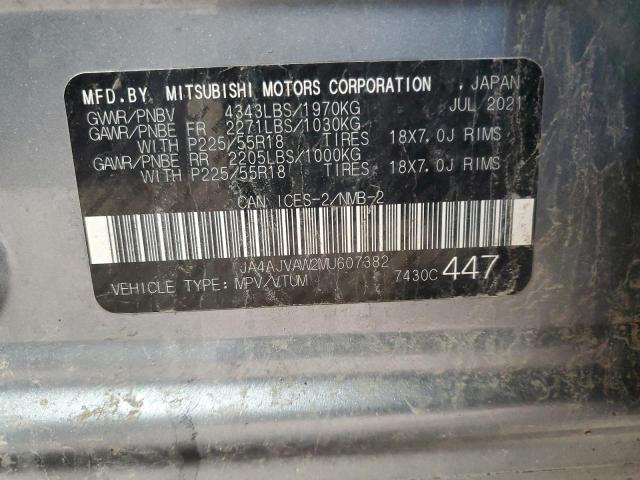 MFD.BY MITSUBISHI MOTORS CORPORATION , JAPAN
GWWR/PNBV 4343LBS/1970KG JUL 2021
GAWR/PNBE FR 2271LBS/1030KG
WITH P225/55R18 TIRES 18X7.0J RIMS
GAWR/PNBE RR 2205LBS/1000KG
WITH P225/55R18 TIRES 18X7.0J RIMS
CAN ICES-2/NMB-2
JA4AJVAW2MU607382
VEHICLE TYPE:MPV/VTUM 7430C 447